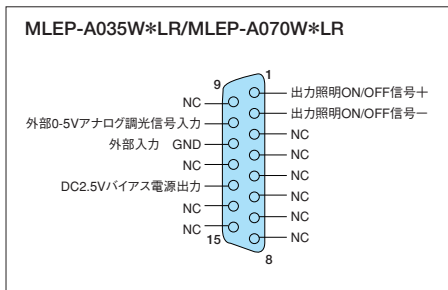 MLEP-A035W*LR/MLEP-A070W*LR
9
1
NC
外部0-5Vアナログ調光信号入力
外部入力 GND
NC
DC2.5Vバイアス電源出力
NC
NC
15
出力照明ON/OFF信号＋
出力照明ON/OFF信号－
NC
NC
NC
NC
NC
NC
8